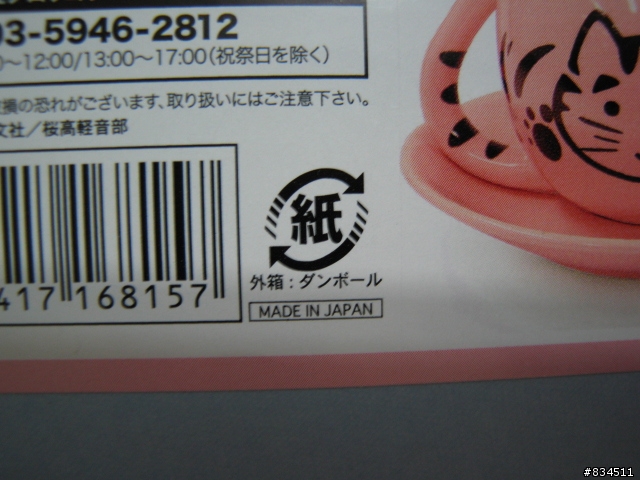 03-5946-2812
~12:00/13:00~17:00（祝祭日を除く）
損の恐れがございます、取り扱いにはご注意下さい。
文社／桜高軽音部
紙
417 168157
外箱：ダンボール
MADE IN JAPAN
#834511